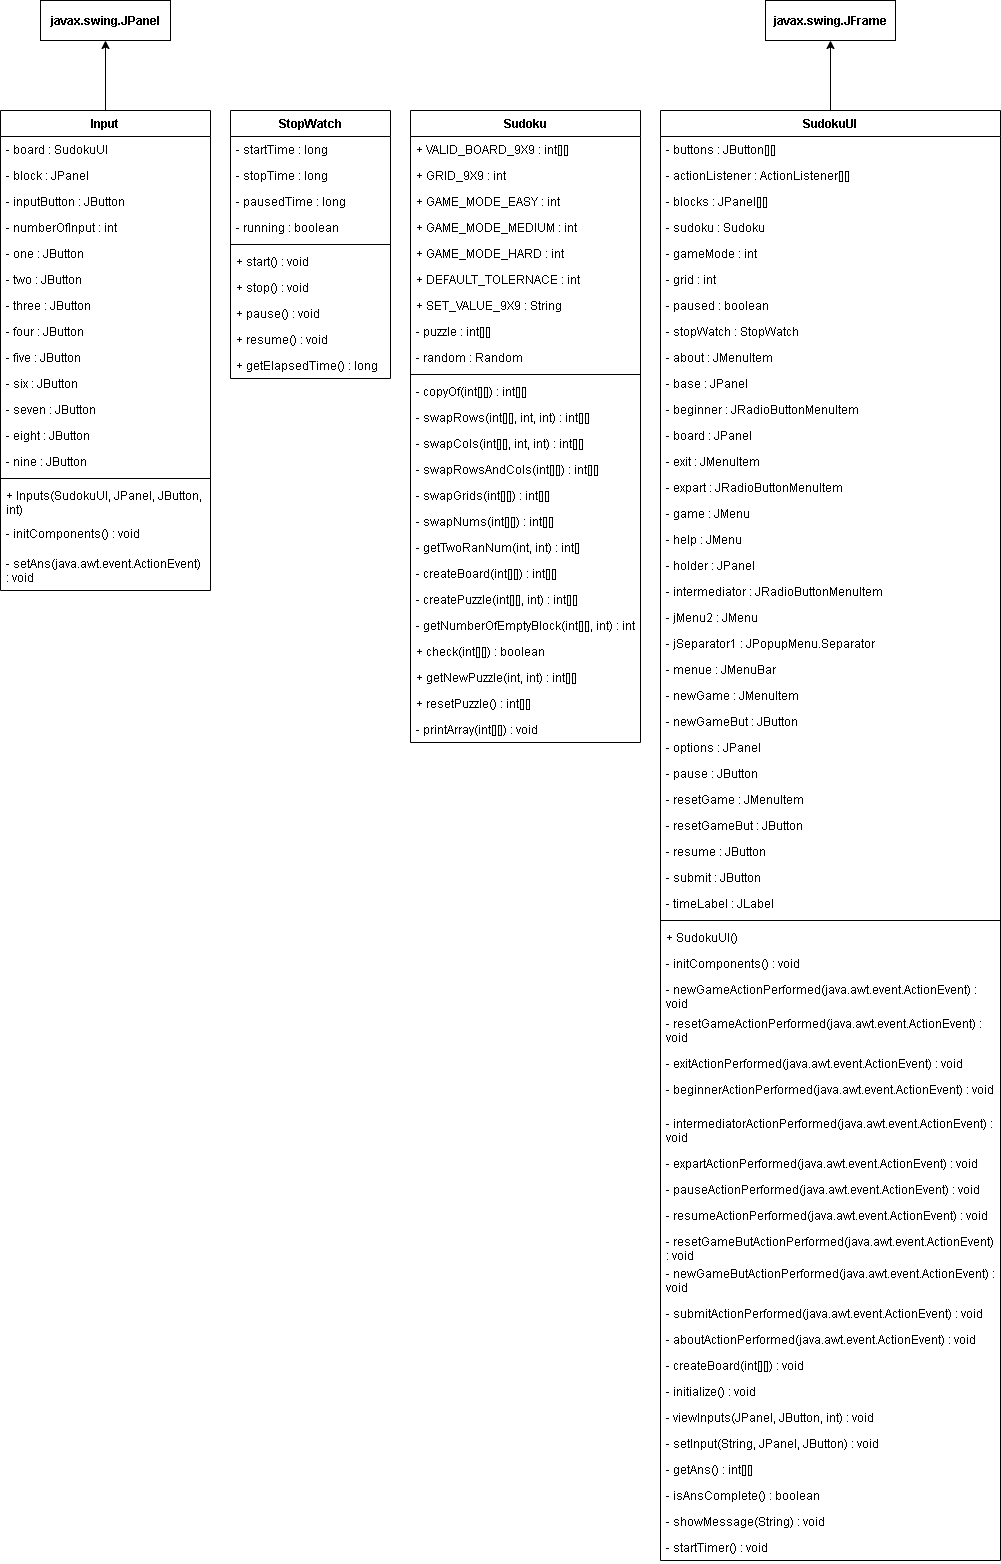 javax.swing.JPanel
javax.swing.JFrame
Input
- board : SudokuUI
- block : JPanel
- inputButton : JButton
- numberOfInput : int
- one : JButton
- two : JButton
- three : JButton
- four : JButton
- five : JButton
- six : JButton
- seven : JButton
- eight : JButton
- nine : JButton
+ Inputs(SudokuUI, JPanel, JButton,
int)
- initComponents() : void
- setAns(java.awt.event.ActionEvent)
: void
StopWatch
- startTime : long
- stopTime : long
- pausedTime : long
- running : boolean
+ start() : void
+ stop() : void
+ pause() : void
+ resume() : void
+ getElapsedTime() : long
Sudoku
+ VALID_BOARD_9X9 : int[][]
+ GRID_9X9 : int
+ GAME_MODE_EASY : int
+ GAME_MODE_MEDIUM : int
+ GAME_MODE_HARD : int
+ DEFAULT_TOLERNACE : int
+ SET_VALUE_9X9 : String
- puzzle : int[][]
- random : Random
- copyOf(int[][]) : int[][]
- swapRows(int[][], int, int) : int[][]
- swapCols(int[][], int, int) : int[][]
- swapRowsAndCols(int[][]) : int[][]
- swapGrids(int[][]) : int[][]
- swapNums(int[][]) : int[][]
- getTwoRanNum(int, int) : int[]
- createBoard(int[][]) : int[][]
- createPuzzle(int[][], int) : int[][]
- getNumberOfEmptyBlock(int[][], int) : int
+ check(int[][]) : boolean
+ getNewPuzzle(int, int) : int[][]
+ resetPuzzle() : int[][]
- printArray(int[][]) : void
SudokuUI
- buttons : JButton[][]
- actionListener : ActionListener[][]
- blocks : JPanel[][]
- sudoku : Sudoku
- gameMode : int
- grid : int
- paused : boolean
- stopWatch : StopWatch
- about : JMenuItem
- base : JPanel
- beginner : JRadioButtonMenuItem
- board : JPanel
- exit : JMenuItem
- expart : JRadioButtonMenuItem
- game : JMenu
- help : JMenu
- holder : JPanel
- intermediator : JRadioButtonMenuItem
- jMenu2 : JMenu
- jSeparator1 : JPopupMenu.Separator
- menue : JMenuBar
- newGame : JMenuItem
- newGameBut : JButton
- options : JPanel
- pause : JButton
- resetGame : JMenuItem
- resetGameBut : JButton
- resume : JButton
- submit : JButton
- timeLabel : JLabel
+ SudokuUI()
- initComponents() : void
- newGameActionPerformed(java.awt.event.ActionEvent) :
void
- resetGameActionPerformed(java.awt.event.ActionEvent) :
void
- exitActionPerformed(java.awt.event.ActionEvent) : void
- beginnerActionPerformed(java.awt.event.ActionEvent) : void
- intermediatorActionPerformed(java.awt.event.ActionEvent) :
void
- expartActionPerformed(java.awt.event.ActionEvent) : void
- pauseActionPerformed(java.awt.event.ActionEvent) : void
- resumeActionPerformed(java.awt.event.ActionEvent) : void
- resetGameButActionPerformed(java.awt.event.ActionEvent)
: void
- newGameButActionPerformed(java.awt.event.ActionEvent) :
void
- submitActionPerformed(java.awt.event.ActionEvent) : void
- aboutActionPerformed(java.awt.event.ActionEvent) : void
- createBoard(int[][]) : void
- initialize() : void
- viewInputs(JPanel, JButton, int) : void
- setInput(String, JPanel, JButton) : void
- getAns() : int[][]
- isAnsComplete() : boolean
- showMessage(String) : void
- startTimer() : void